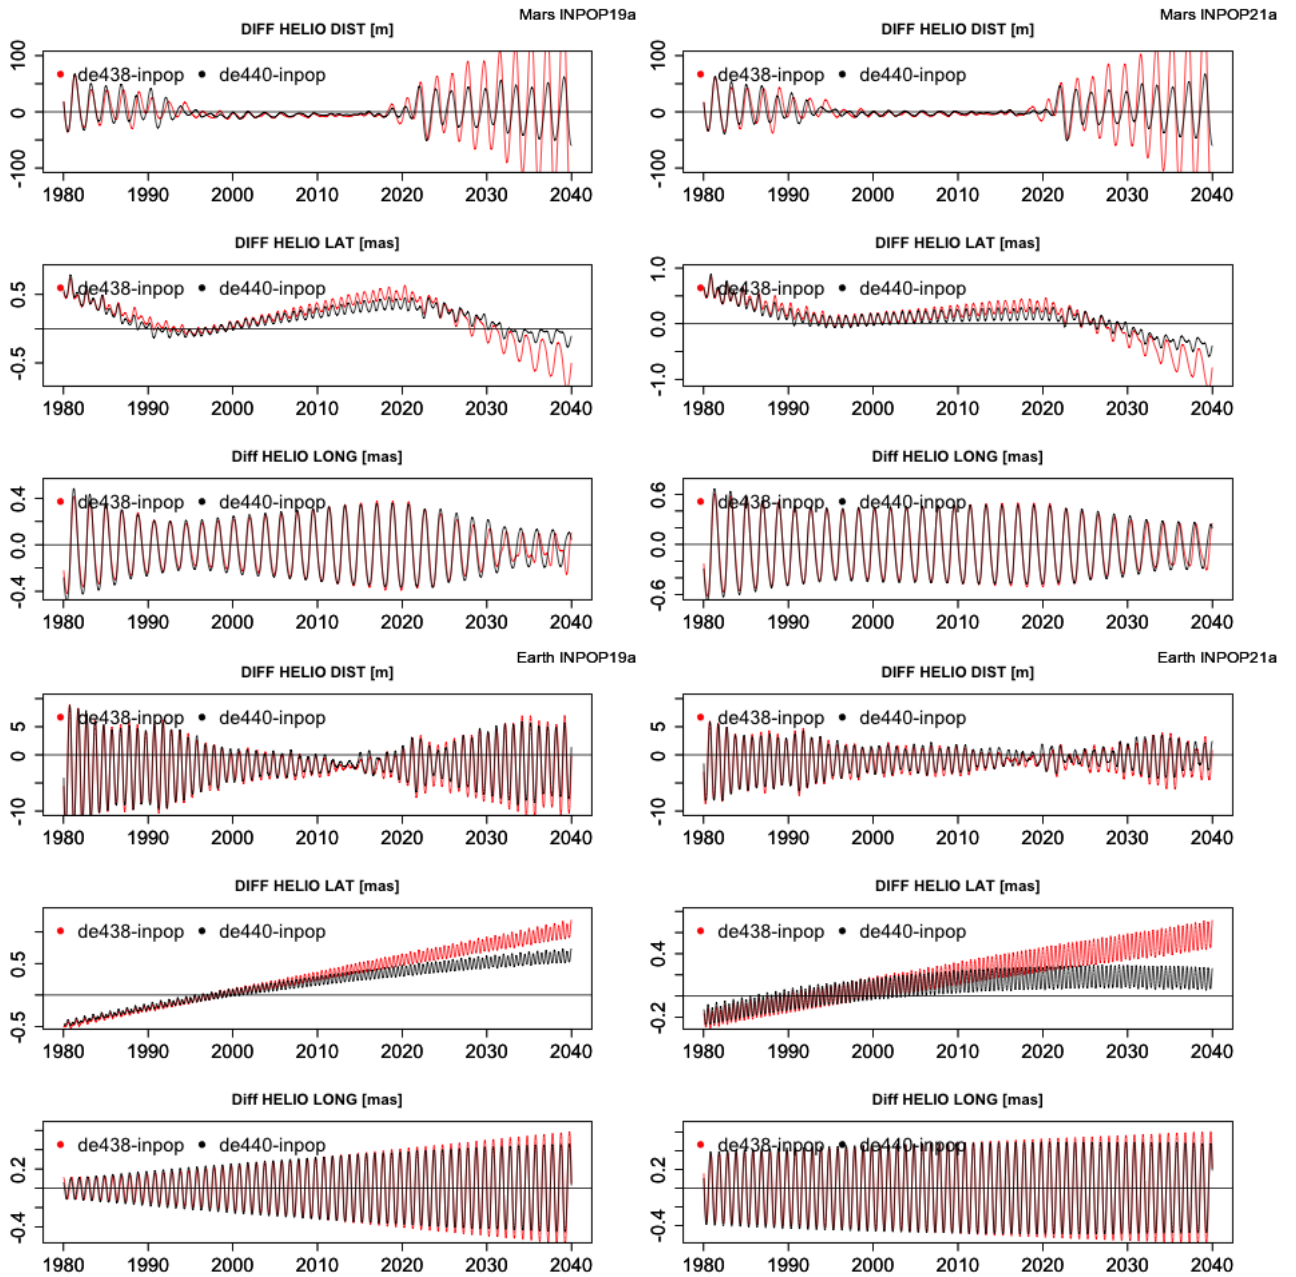 Mars INPOP19a
DIFF HELIO DIST [m]
de438-inpop de440-inpop
100
0
-100
1980 1990 2000 2010 2020 2030 2040
DIFF HELIO LAT [mas]
de438-inpop de440-inpop
0.5
-0.5
1980 1990 2000 2010 2020 2030 2040
Diff HELIO LONG [mas]
de438-inpop de440-inpop
0.4
0.0
-0.4
1980 1990 2000 2010 2020 2030 2040
Mars INPOP21a
DIFF HELIO DIST [m]
de438-inpop de440-inpop
100
0
-100
1980 1990 2000 2010 2020 2030 2040
DIFF HELIO LAT [mas]
de438-inpop de440-inpop
1.0
0.0
-1.0
1980 1990 2000 2010 2020 2030 2040
Diff HELIO LONG [mas]
de438-inpop de440-inpop
0.6
0.0
-0.6
1980 1990 2000 2010 2020 2030 2040
Earth INPOP19a
DIFF HELIO DIST [m]
de438-inpop de440-inpop
5
0
-10
1980 1990 2000 2010 2020 2030 2040
DIFF HELIO LAT [mas]
de438-inpop de440-inpop
0.5
-0.5
1980 1990 2000 2010 2020 2030 2040
Diff HELIO LONG [mas]
de438-inpop de440-inpop
0.2
-0.4
1980 1990 2000 2010 2020 2030 2040
Earth INPOP21a
DIFF HELIO DIST [m]
de438-inpop de440-inpop
5
0
-10
1980 1990 2000 2010 2020 2030 2040
DIFF HELIO LAT [mas]
de438-inpop de440-inpop
0.4
-0.2
1980 1990 2000 2010 2020 2030 2040
Diff HELIO LONG [mas]
de438-inpop de440-inpop
0.2
-0.4
1980 1990 2000 2010 2020 2030 2040